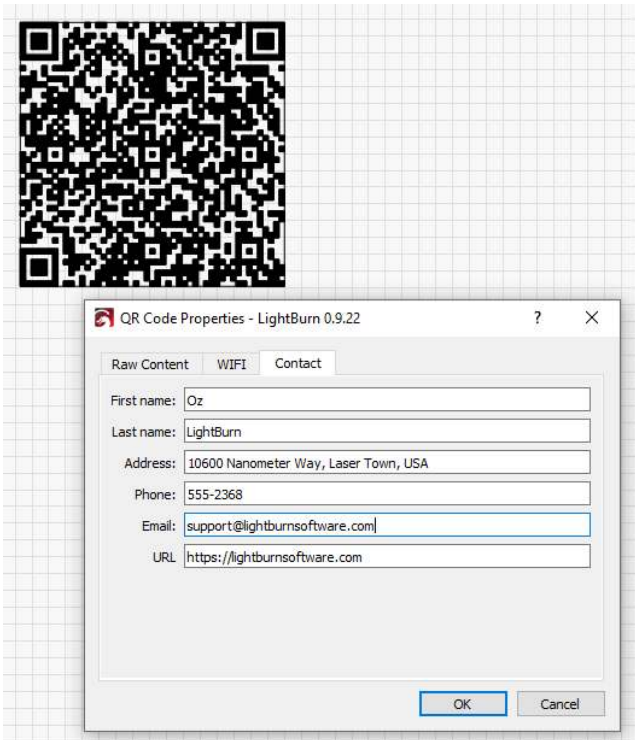 QR Code Properties - LightBurn 0.9.22 ?
Raw Content WIFI Contact
First name: Oz
Last name: LightBurn
Address: 10600 Nanometer Way, Laser Town, USA
Phone: 555-2368
Email: support@lightburnsoftware.com
URL https://lightburnsoftware.com
OK Cancel